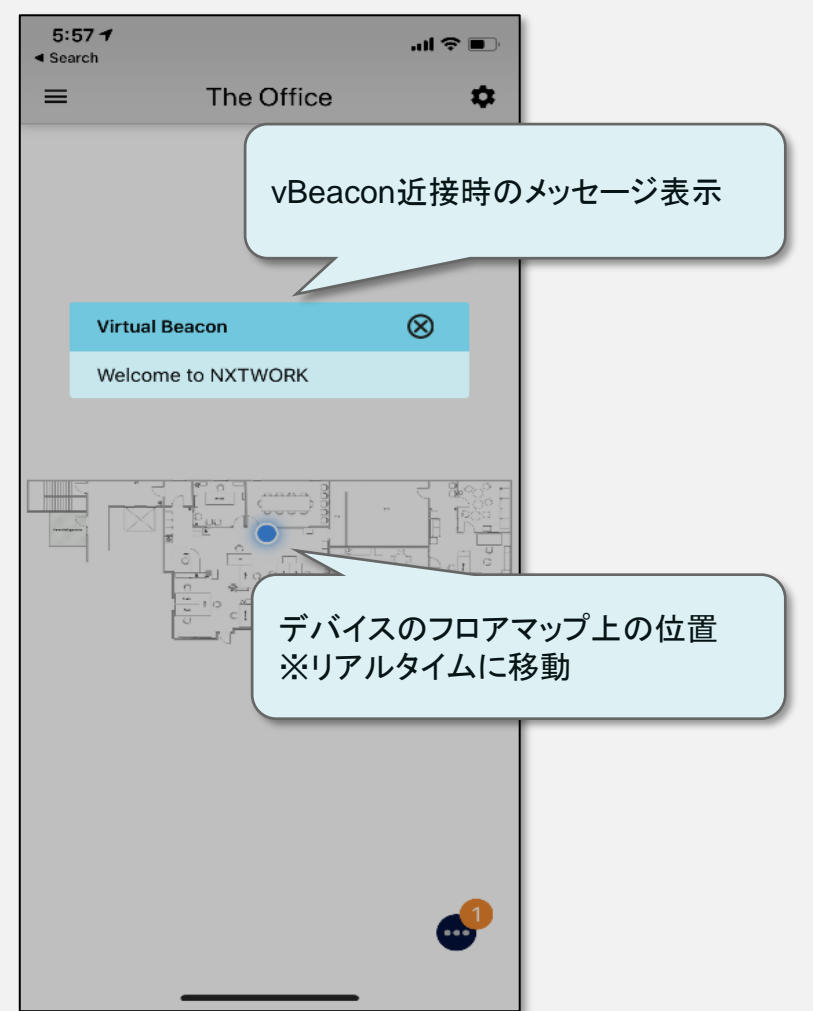 5:57
◀ Search
The Office
vBeacon近接時のメッセージ表示
Virtual Beacon
Welcome to NXTWORK
デバイスのフロアマップ上の位置
※リアルタイムに移動
1